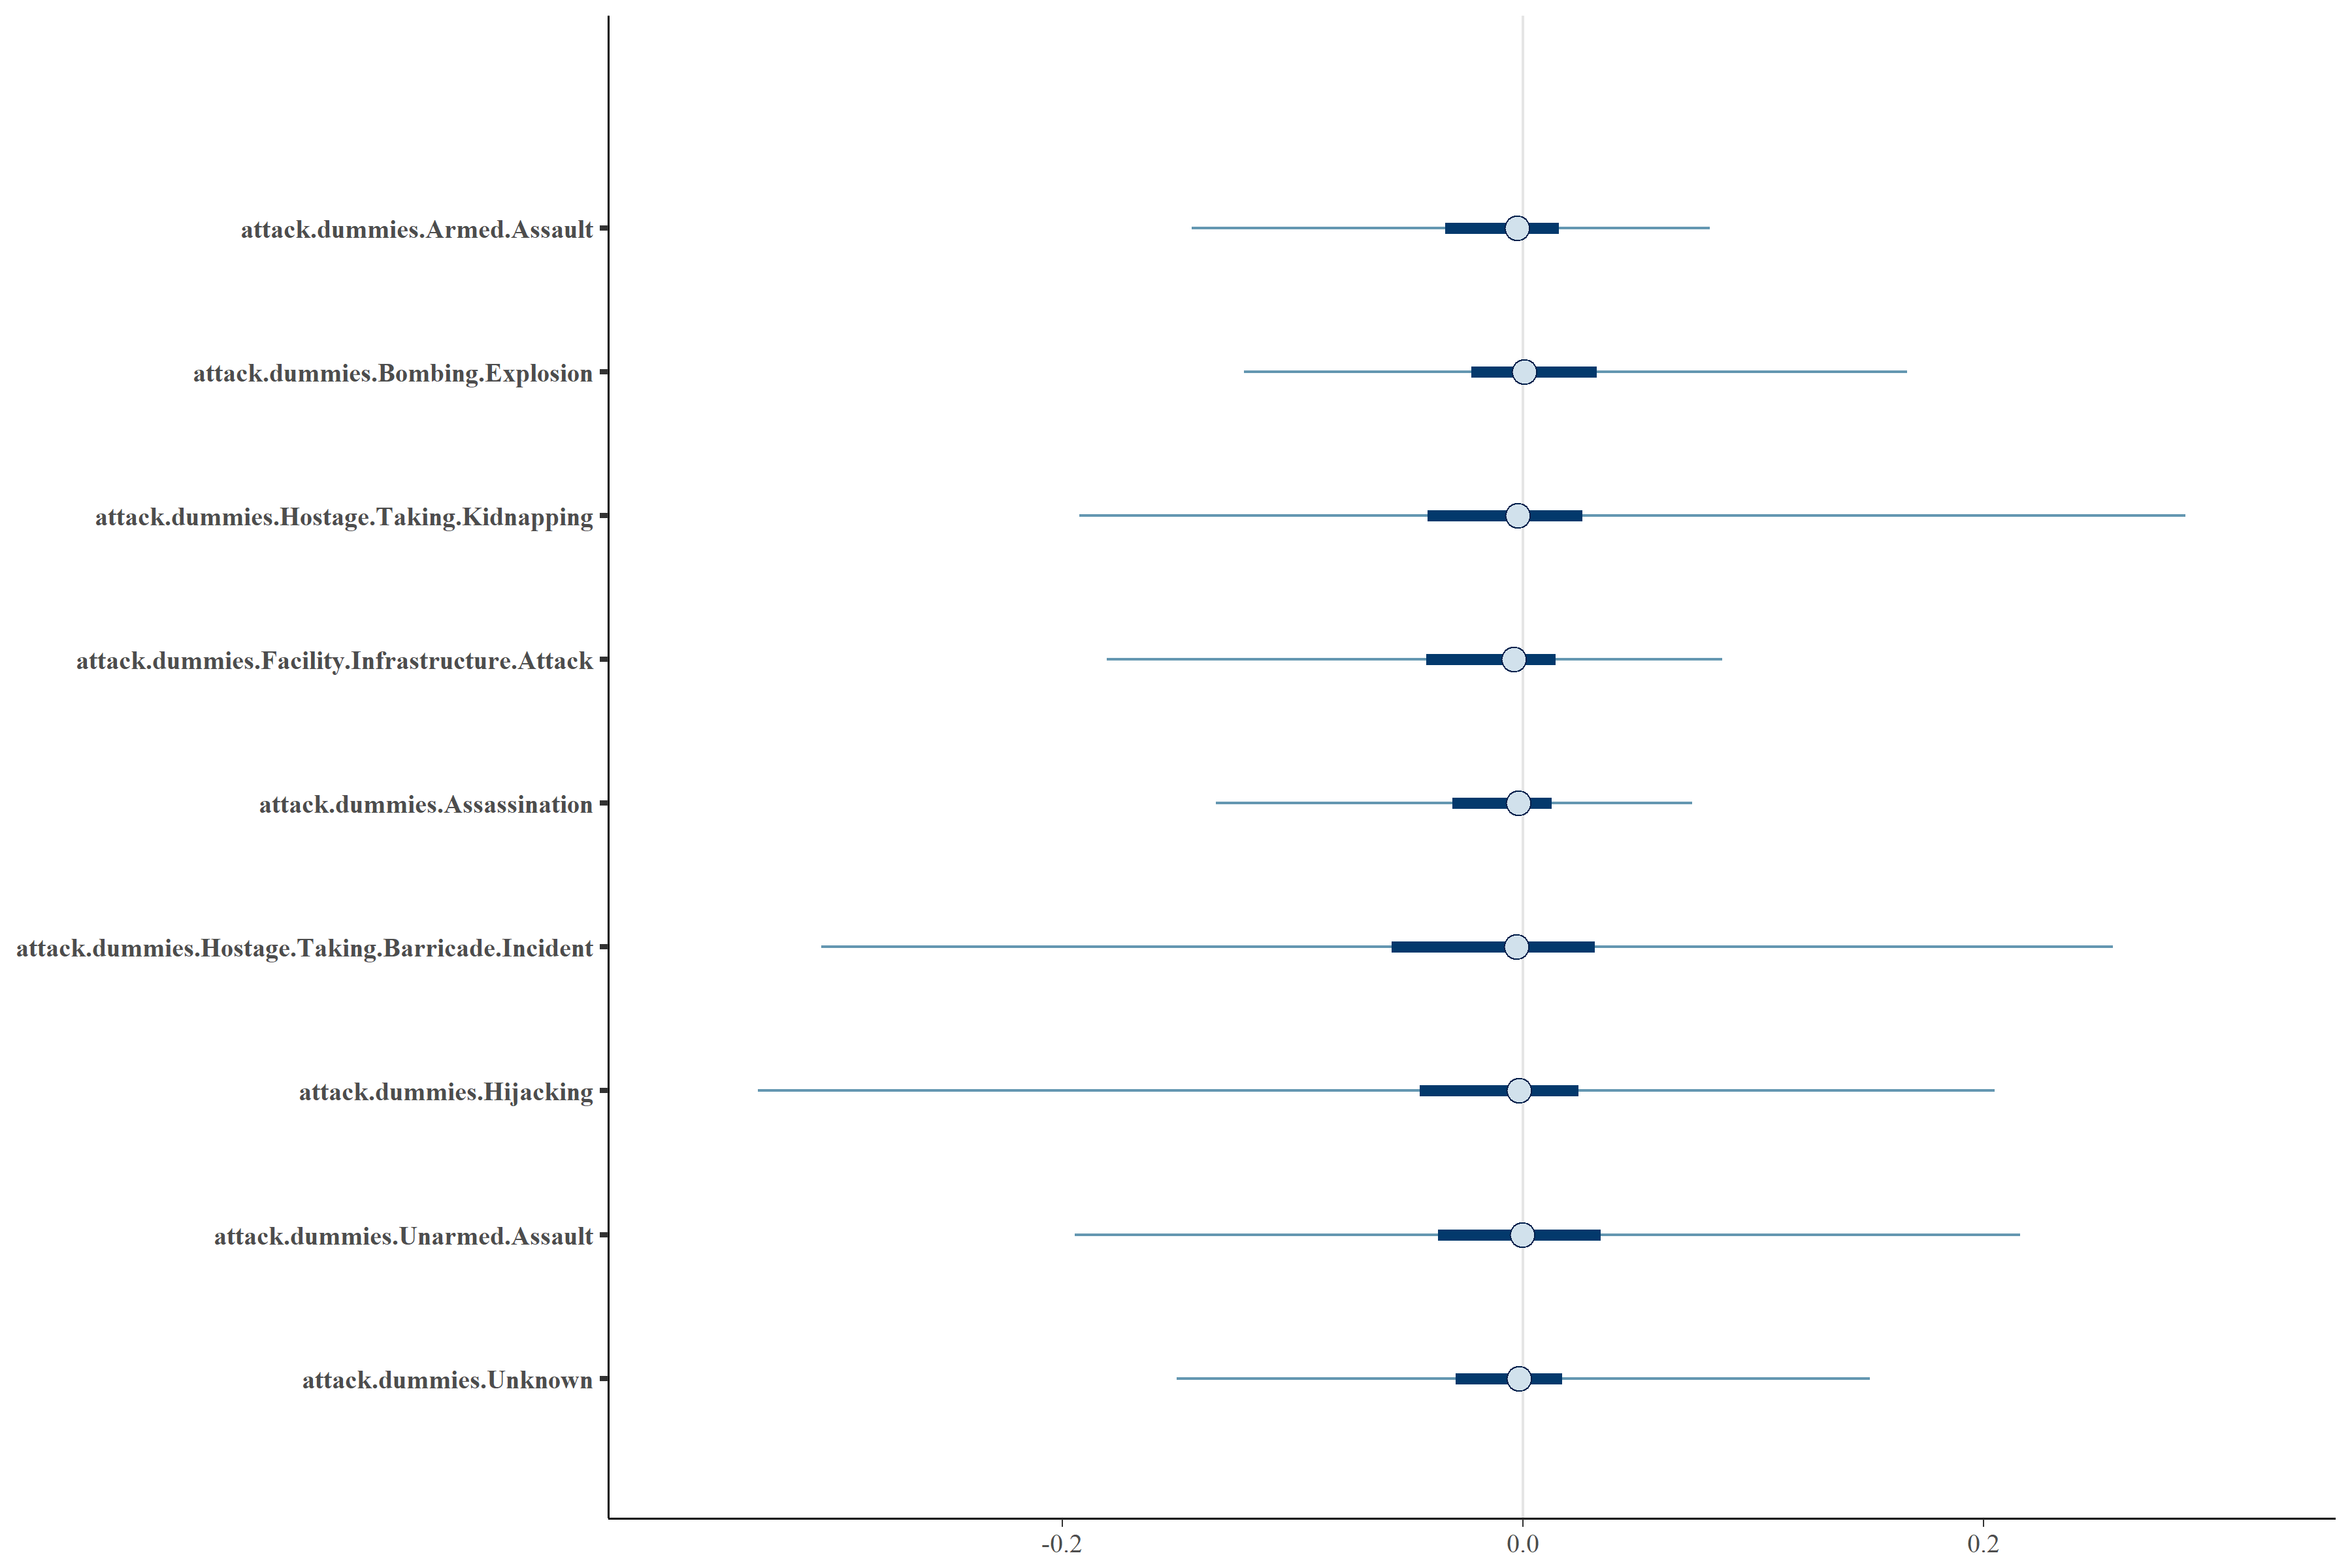 attack.dummies.Armed.Assault
attack.dummies.Bombing.Explosion
attack.dummies.Hostage.Taking.Kidnapping
attack.dummies.Facility.Infrastructure.Attack
attack.dummies.Assassination
attack.dummies.Hostage.Taking.Barricade.Incident
attack.dummies.Hijacking
attack.dummies.Unarmed.Assault
attack.dummies.Unknown
-0.2 0.0 0.2